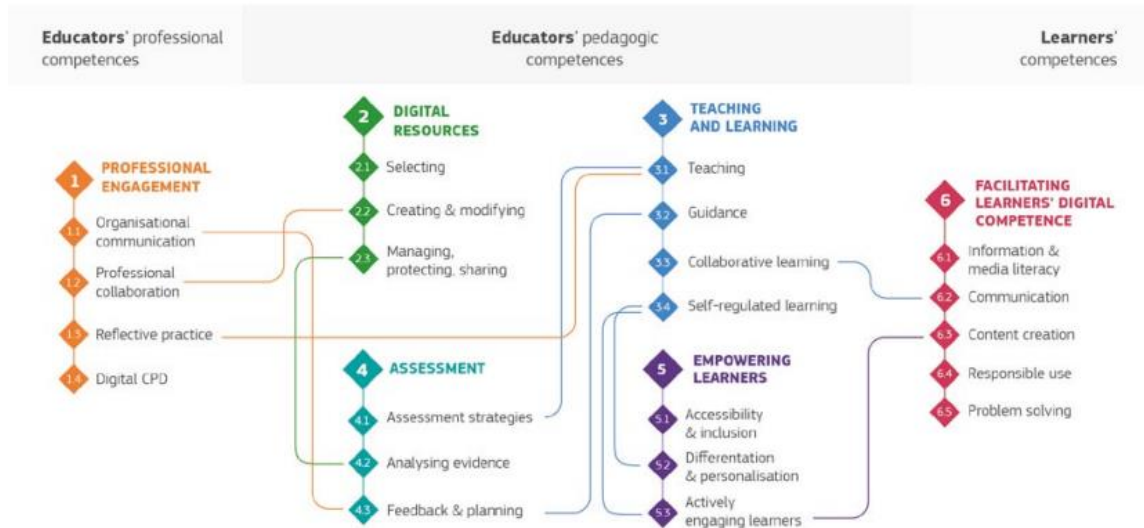 Educators' professional
competences
Educators' pedagogic
competences
Learners'
competences
1
PROFESSIONAL
ENGAGEMENT
1.1
Organisational
communication
1.2
Professional
collaboration
1.3
Reflective practice
1.4
Digital CPD
2
DIGITAL
RESOURCES
2.1
Selecting
2.2
Creating & modifying
2.3
Managing,
protecting, sharing
3
TEACHING
AND LEARNING
3.1
Teaching
3.2
Guidance
3.3
Collaborative learning
3.4
Self-regulated learning
4
ASSESSMENT
4.1
Assessment strategies
4.2
Analysing evidence
4.3
Feedback & planning
5
EMPOWERING
LEARNERS
5.1
Accessibility
& inclusion
5.2
Differentation
& personalisation
5.3
Actively
engaging learners
6
FACILITATING
LEARNERS' DIGITAL
COMPETENCE
6.1
Information &
media literacy
6.2
Communication
6.3
Content creation
6.4
Responsible use
6.5
Problem solving